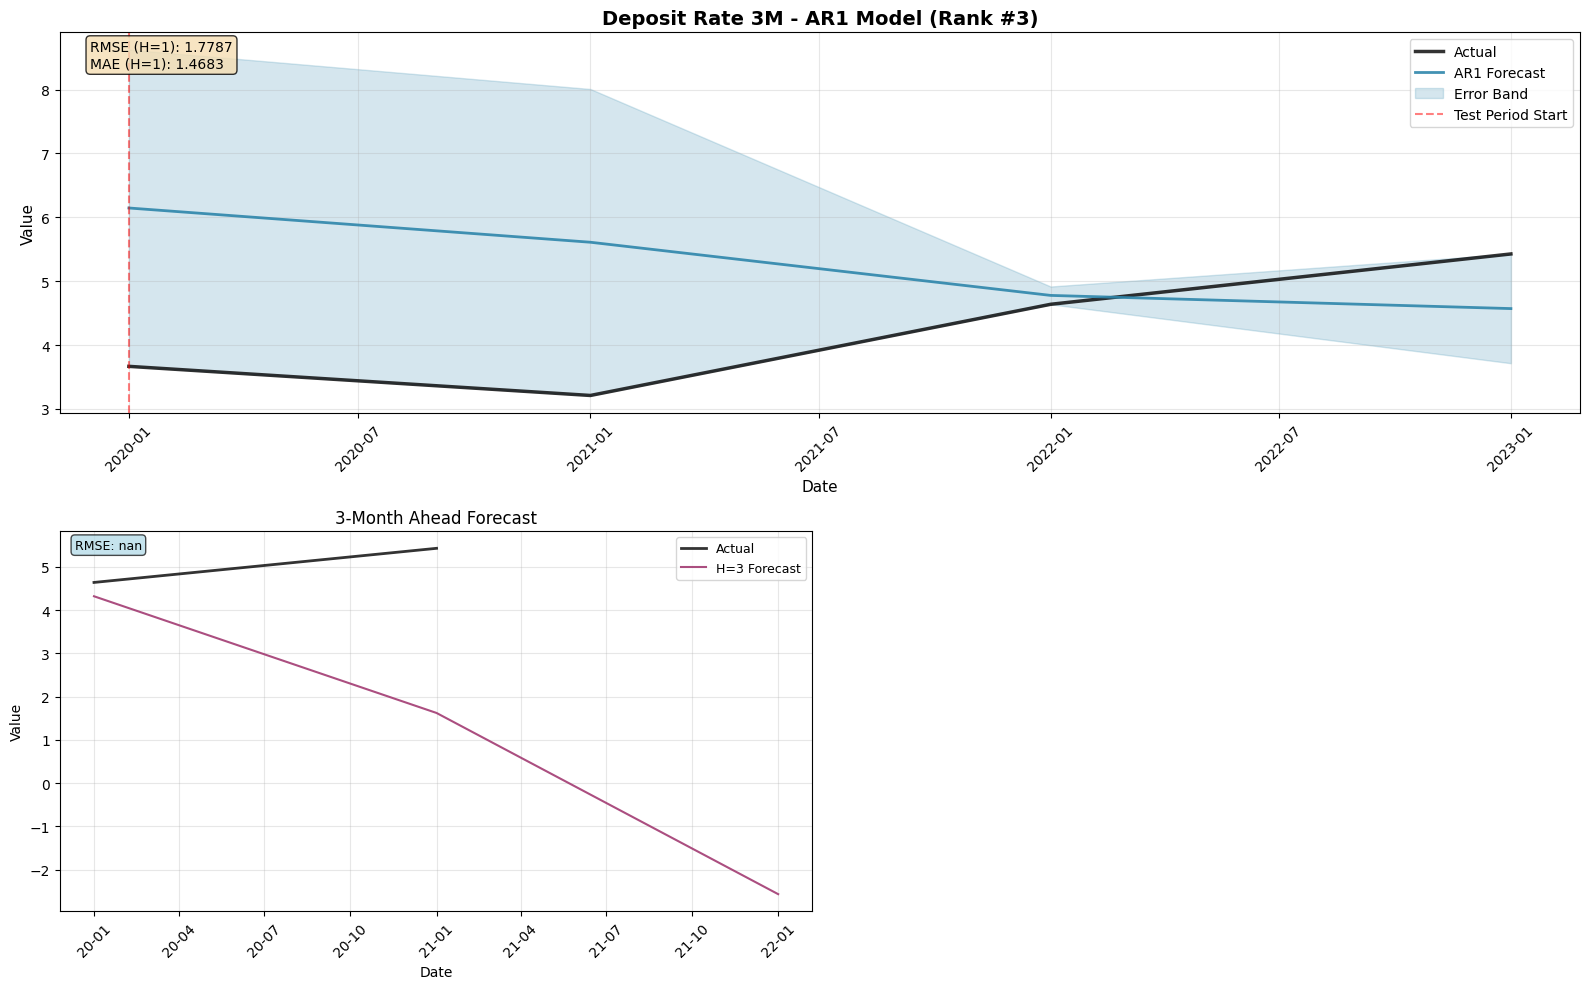 Deposit Rate 3M - AR1 Model (Rank #3)
RMSE (H=1): 1.7787
MAE (H=1): 1.4683
Actual
AR1 Forecast
Error Band
Test Period Start
Value
8
7
6
5
4
3
2020-01
2020-07
2021-01
2021-07
2022-01
2022-07
2023-01
Date
3-Month Ahead Forecast
RMSE: nan
Actual
H=3 Forecast
Value
5
4
3
2
1
0
−1
−2
20-01
20-04
20-07
20-10
21-01
21-04
21-07
21-10
22-01
Date